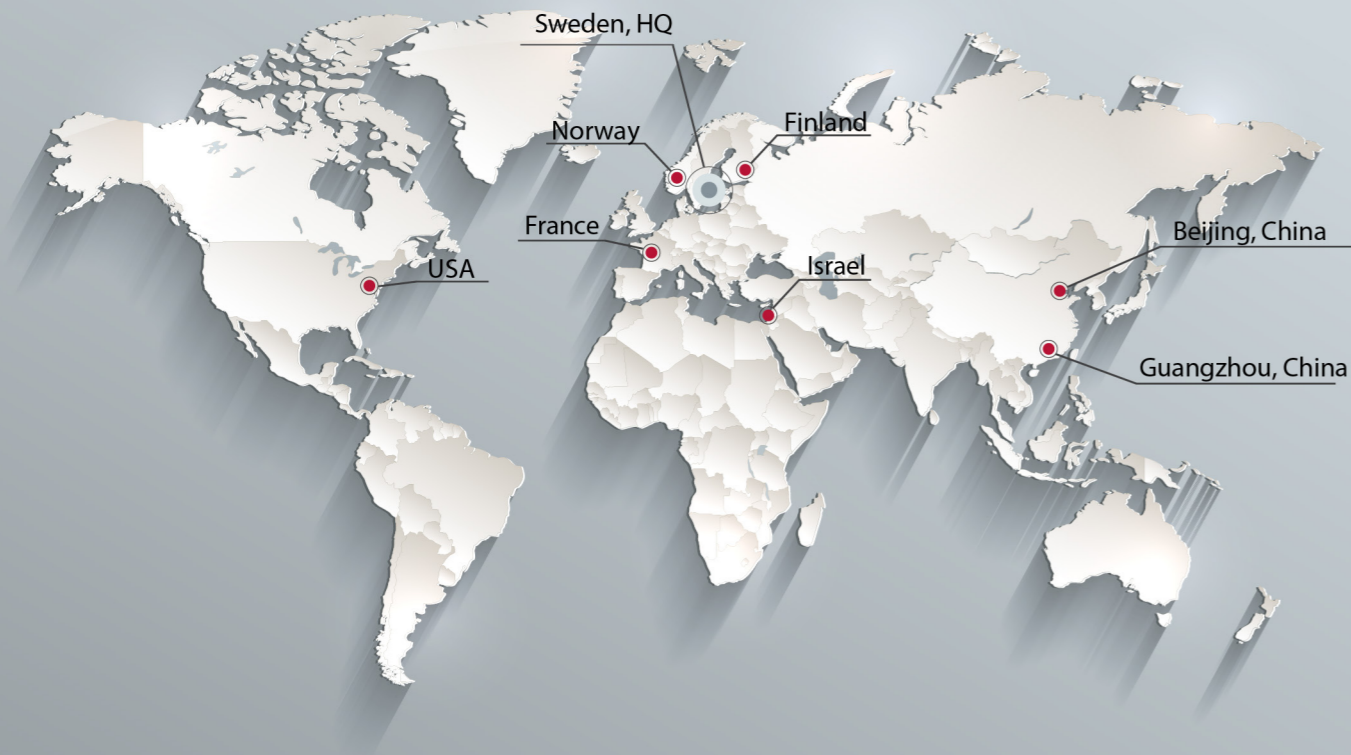 Sweden, HQ
Norway
Finland
France
USA
Israel
Beijing, China
Guangzhou, China